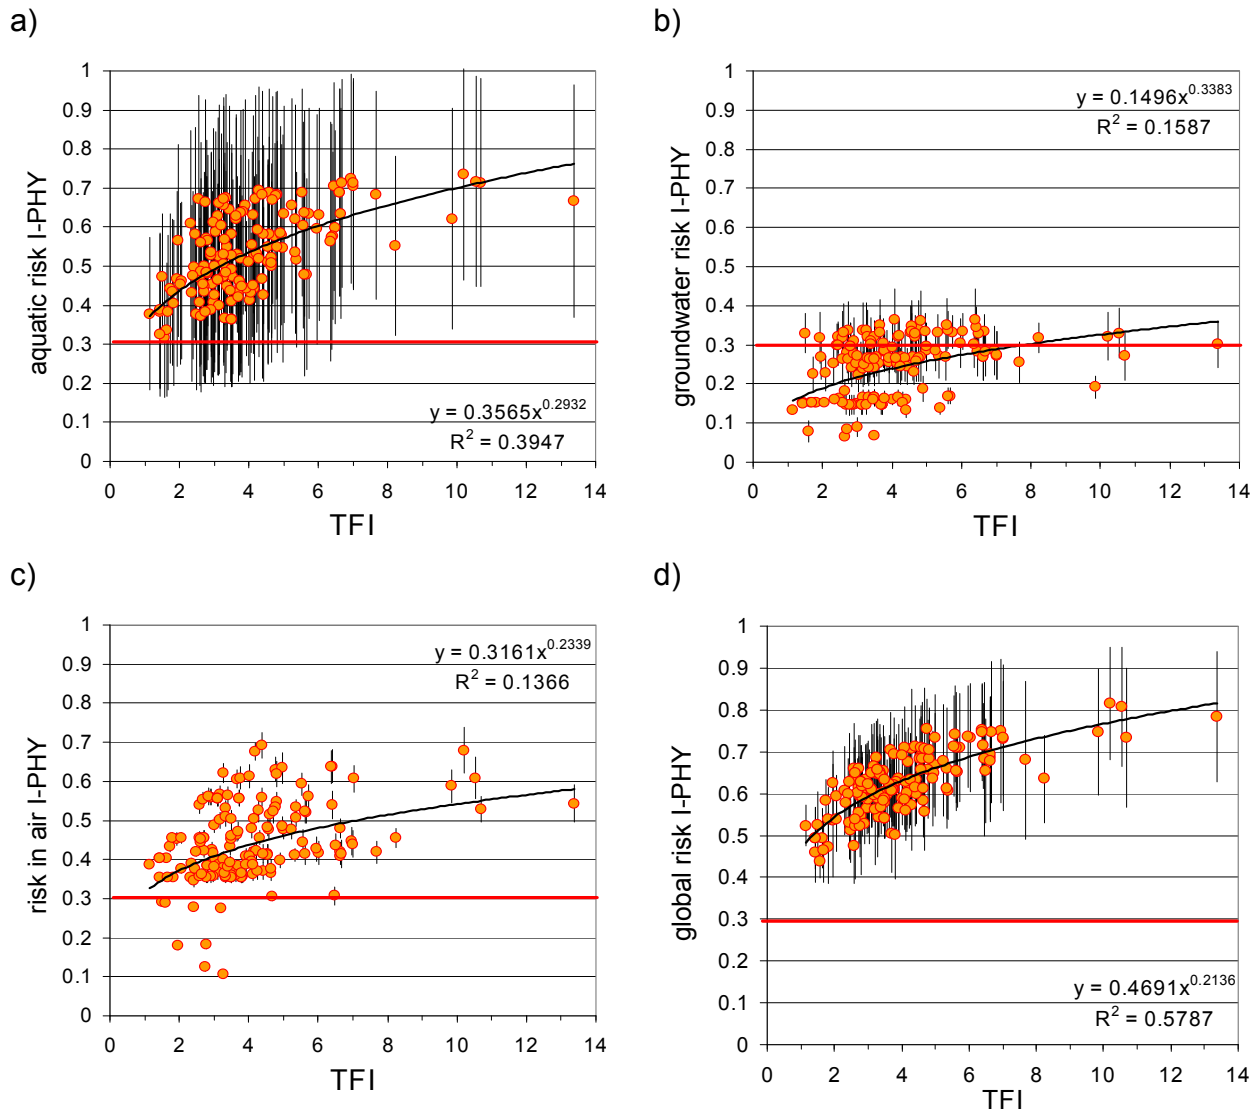 a)
aquatic risk I-PHY
1
0.9
0.8
0.7
0.6
0.5
0.4
0.3
0.2
0.1
0
y = 0.3565x^0.2932
R² = 0.3947
0 2 4 6 8 10 12 14
TFI
b)
groundwater risk I-PHY
1
0.9
0.8
0.7
0.6
0.5
0.4
0.3
0.2
0.1
0
y = 0.1496x^0.3383
R² = 0.1587
0 2 4 6 8 10 12 14
TFI
c)
risk in air I-PHY
1
0.9
0.8
0.7
0.6
0.5
0.4
0.3
0.2
0.1
0
y = 0.3161x^0.2339
R² = 0.1366
0 2 4 6 8 10 12 14
TFI
d)
global risk I-PHY
1
0.9
0.8
0.7
0.6
0.5
0.4
0.3
0.2
0.1
0
y = 0.4691x^0.2136
R² = 0.5787
0 2 4 6 8 10 12 14
TFI